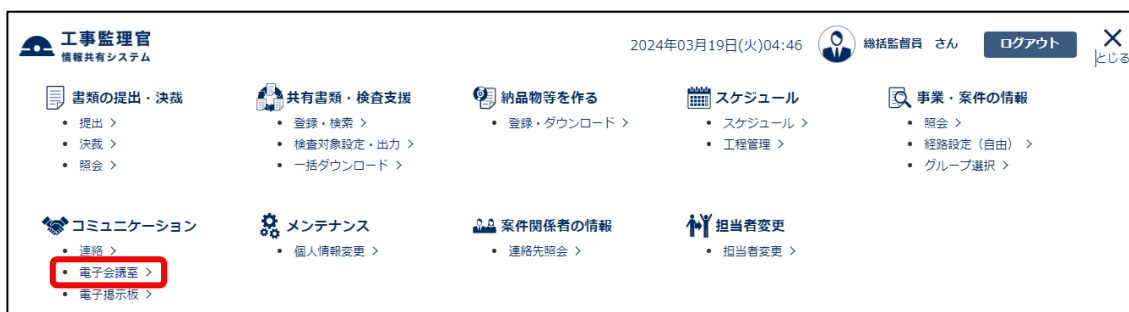 工事監理官
情報共有システム
2024年03月19日(火)04:46
総括監督員 さん
ログアウト
とじる
書類の提出・決裁
• 提出 >
• 決裁 >
• 照会 >
共有書類・検査支援
• 登録・検索 >
• 検査対象設定・出力 >
• 一括ダウンロード >
納品物等を作る
• 登録・ダウンロード >
スケジュール
• スケジュール >
• 工程管理 >
事業・案件の情報
• 照会 >
• 経路設定（自由） >
• グループ選択 >
コミュニケーション
• 連絡 >
• 電子会議室 >
• 電子掲示板 >
メンテナンス
• 個人情報変更 >
案件関係者の情報
• 連絡先照会 >
担当者変更
• 担当者変更 >